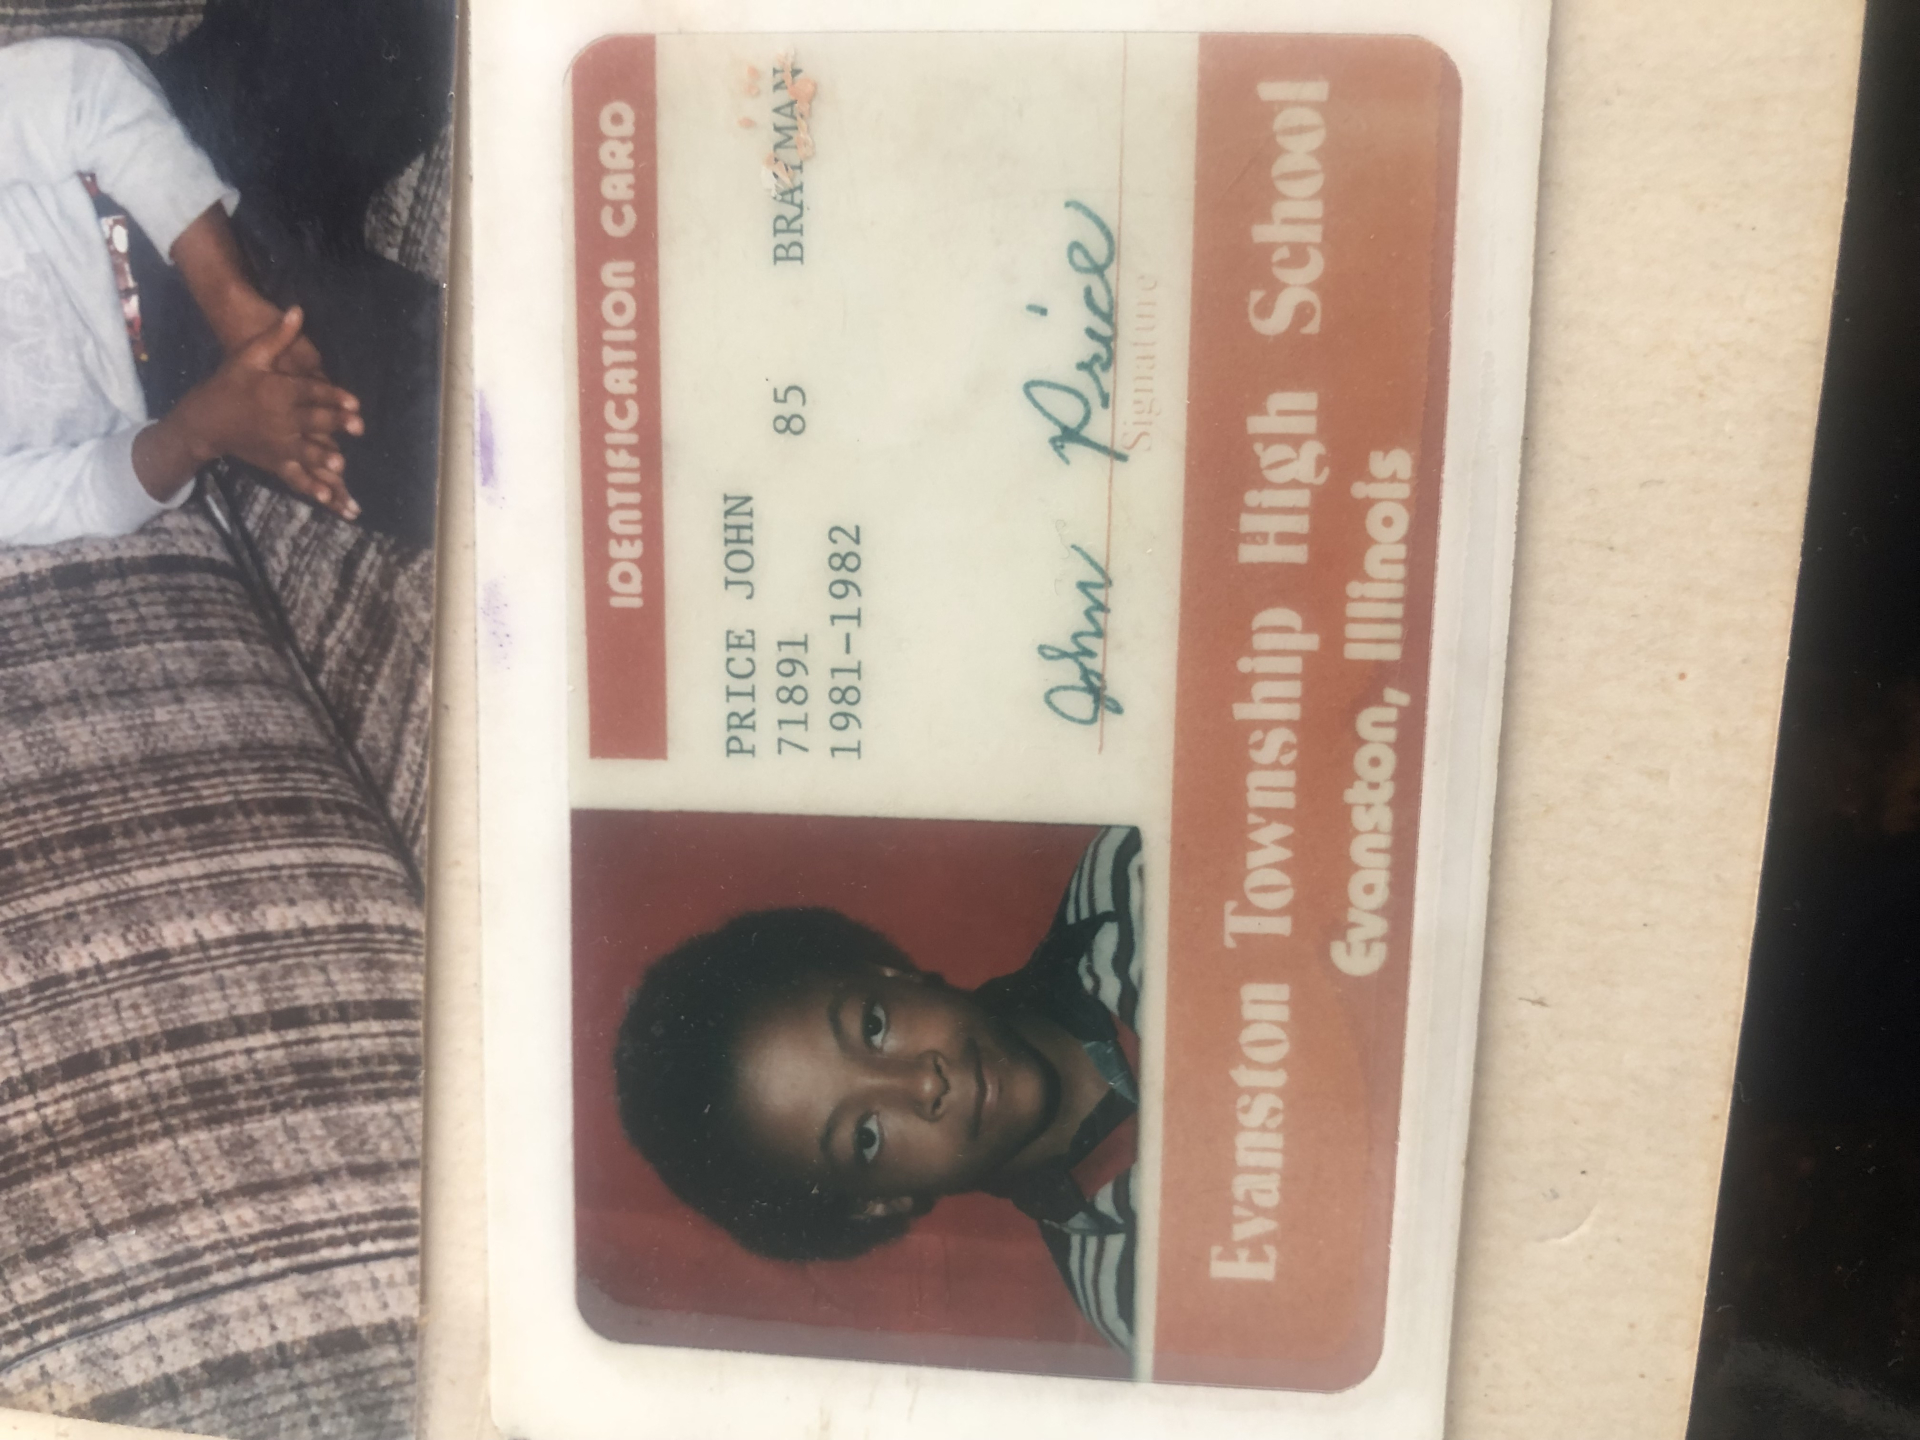 IDENTIFICATION CARD
PRICE JOHN
71891 85 BRAYMAN
1981-1982
John Price
Signature
Evanston Township High School
Evanston, Illinois